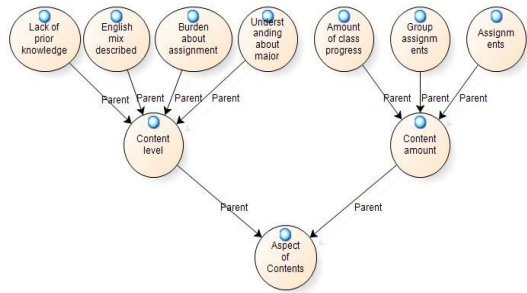 Lack of
prior
knowledge
English
mix
described
Burden
about
assignment
Underst
anding
about
major
Amount
of class
progress
Group
assignm
ents
Assignm
ents
Parent
Parent
Parent
Parent
Parent
Parent
Parent
Content
level
Content
amount
Parent
Parent
Aspect
of
Contents